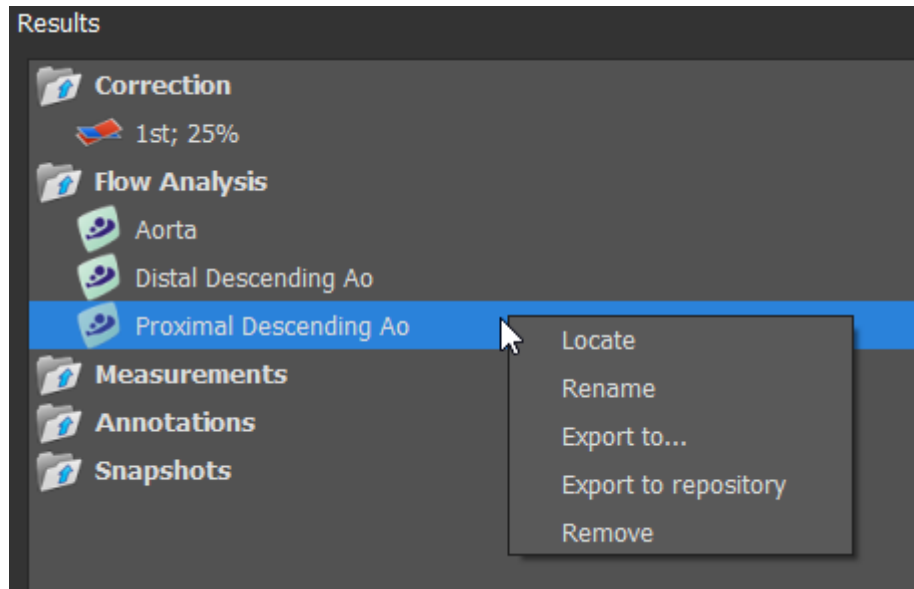 Results
Correction
1st; 25%
Flow Analysis
Aorta
Distal Descending Ao
Proximal Descending Ao
Measurements
Annotations
Snapshots
Locate
Rename
Export to...
Export to repository
Remove